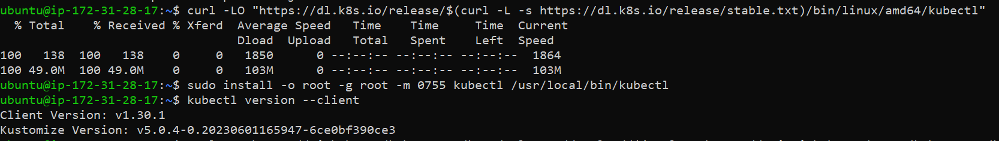 ubuntu@ip-172-31-28-17:~$ curl -LO "https://dl.k8s.io/release/$(curl -L -s https://dl.k8s.io/release/stable.txt)/bin/linux/amd64/kubectl"
  % Total    % Received % Xferd  Average Speed   Time    Time     Time  Current
                                 Dload  Upload   Total   Spent    Left  Speed
100   138  100   138    0     0   1850      0 --:--:-- --:--:-- --:--:--  1864
100 49.0M  100 49.0M    0     0   103M      0 --:--:-- --:--:-- --:--:--  103M
ubuntu@ip-172-31-28-17:~$ sudo install -o root -g root -m 0755 kubectl /usr/local/bin/kubectl
ubuntu@ip-172-31-28-17:~$ kubectl version --client
Client Version: v1.30.1
Kustomize Version: v5.0.4-0.20230601165947-6ce0bf390ce3